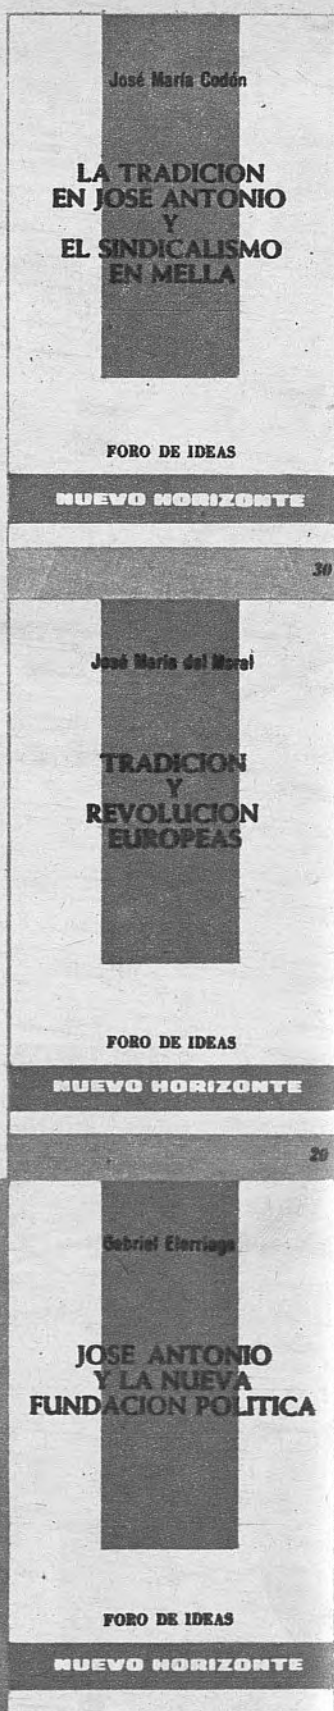 José María Codón
LA TRADICION
EN JOSE ANTONIO
Y
EL SINDICALISMO
EN MELLA
FORO DE IDEAS
NUEVO HORIZONTE
30
José María del Moral
TRADICION
Y
REVOLUCION
EUROPEAS
FORO DE IDEAS
NUEVO HORIZONTE
20
Gabriel Elorriaga
JOSE ANTONIO
Y LA NUEVA
FUNDACION POLITICA
FORO DE IDEAS
NUEVO HORIZONTE